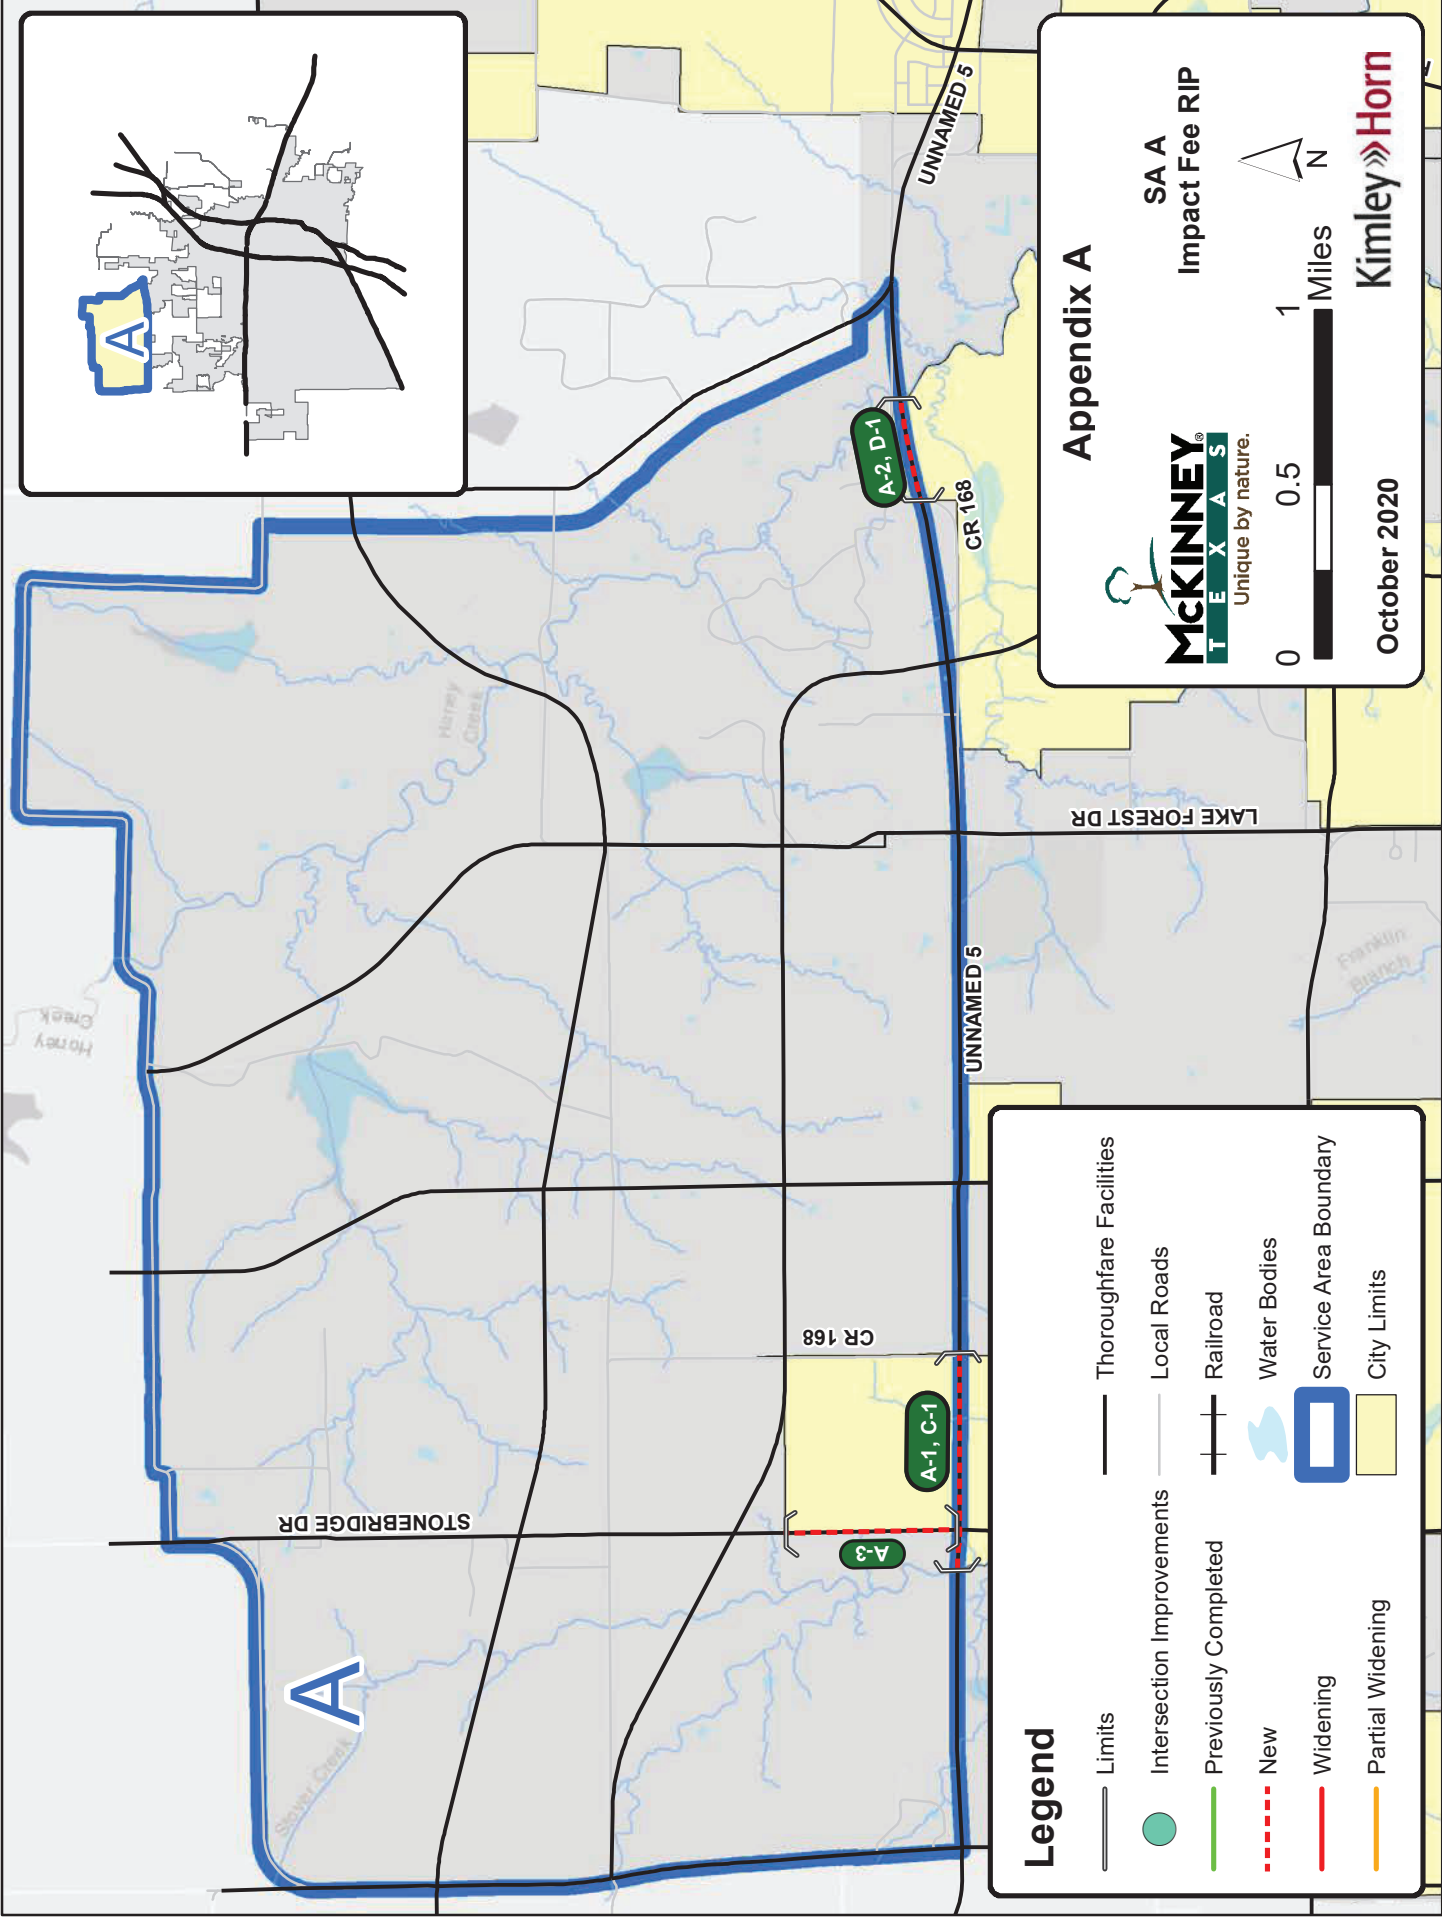 A
A
Honey
Creek
Honey
Creek
Stover Creek
Franklin
Branch
STONEBRIDGE DR
CR 168
LAKE FOREST DR
UNNAMED 5
UNNAMED 5
CR 168
A-3
A-1, C-1
A-2, D-1
Legend
Limits
Intersection Improvements
Previously Completed
New
Widening
Partial Widening
Thoroughfare Facilities
Local Roads
Railroad
Water Bodies
Service Area Boundary
City Limits
Appendix A
McKINNEY®
TEXAS
Unique by nature.
SA A
Impact Fee RIP
N
0 0.5 1
Miles
October 2020
Kimley»Horn